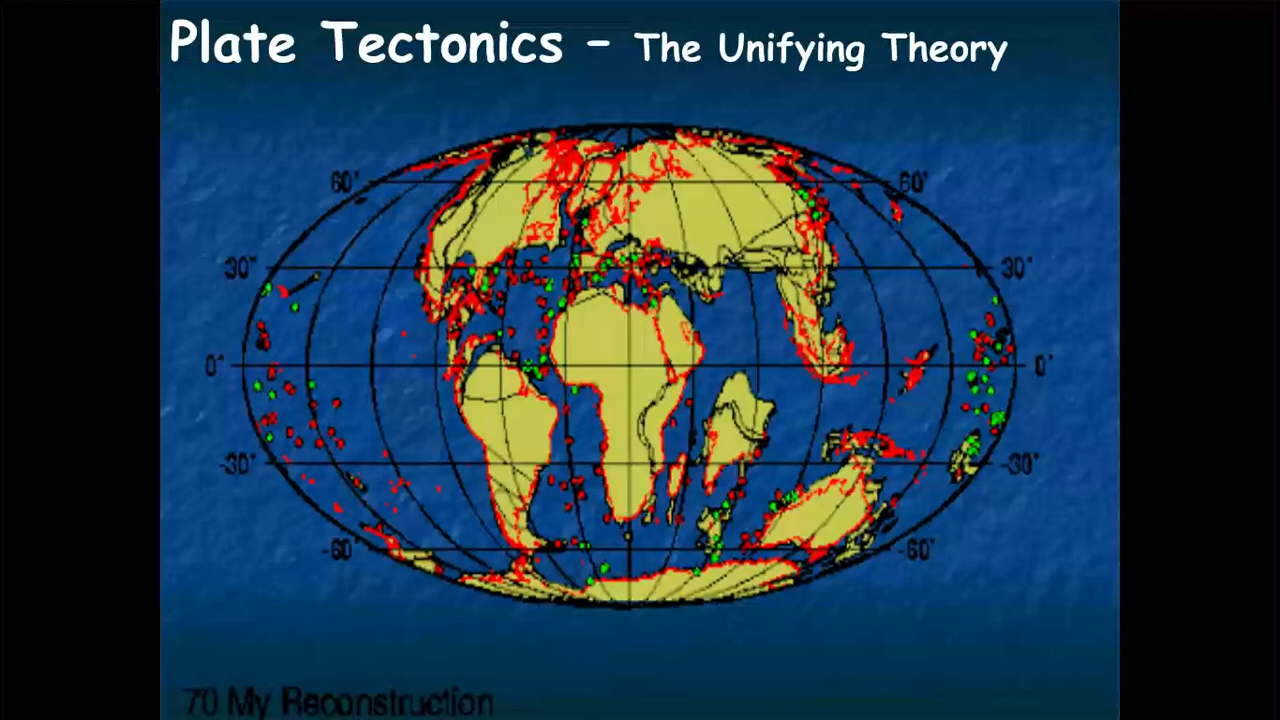 Plate Tectonics – The Unifying Theory
60° 60°
30° 30°
0° 0°
-30° -30°
-60° -60°
70 My Reconstruction